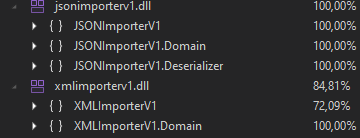 jsonimporterv1.dll 100,00%
{ } JSONImporterV1 100,00%
{ } JSONImporterV1.Domain 100,00%
{ } JSONImporterV1.Deserializer 100,00%
xmlimporterv1.dll 84,81%
{ } XMLImporterV1 72,09%
{ } XMLImporterV1.Domain 100,00%